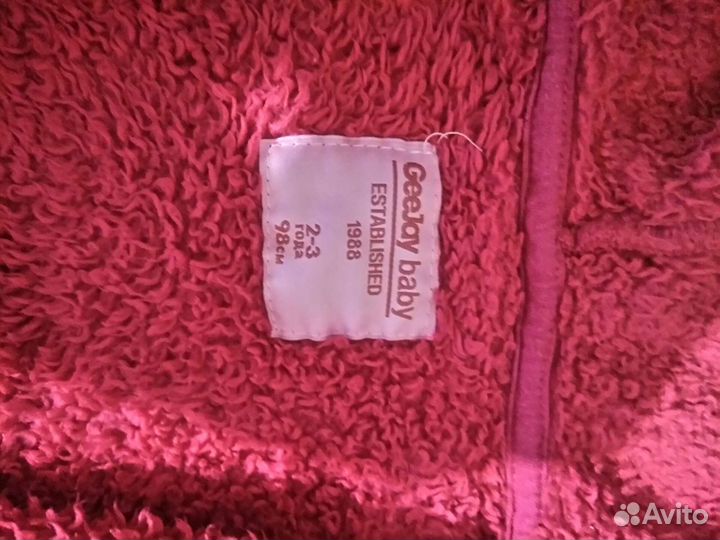 GeeJay baby
ESTABLISHED
1988
2-3
года
98см
Avito